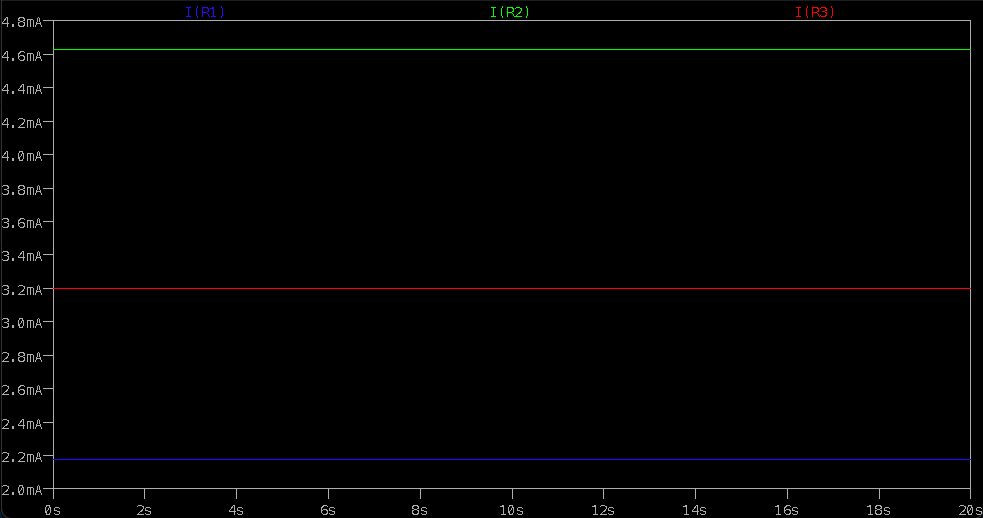 I(R1) I(R2) I(R3)
4.8mA
4.6mA
4.4mA
4.2mA
4.0mA
3.8mA
3.6mA
3.4mA
3.2mA
3.0mA
2.8mA
2.6mA
2.4mA
2.2mA
2.0mA
0s 2s 4s 6s 8s 10s 12s 14s 16s 18s 20s